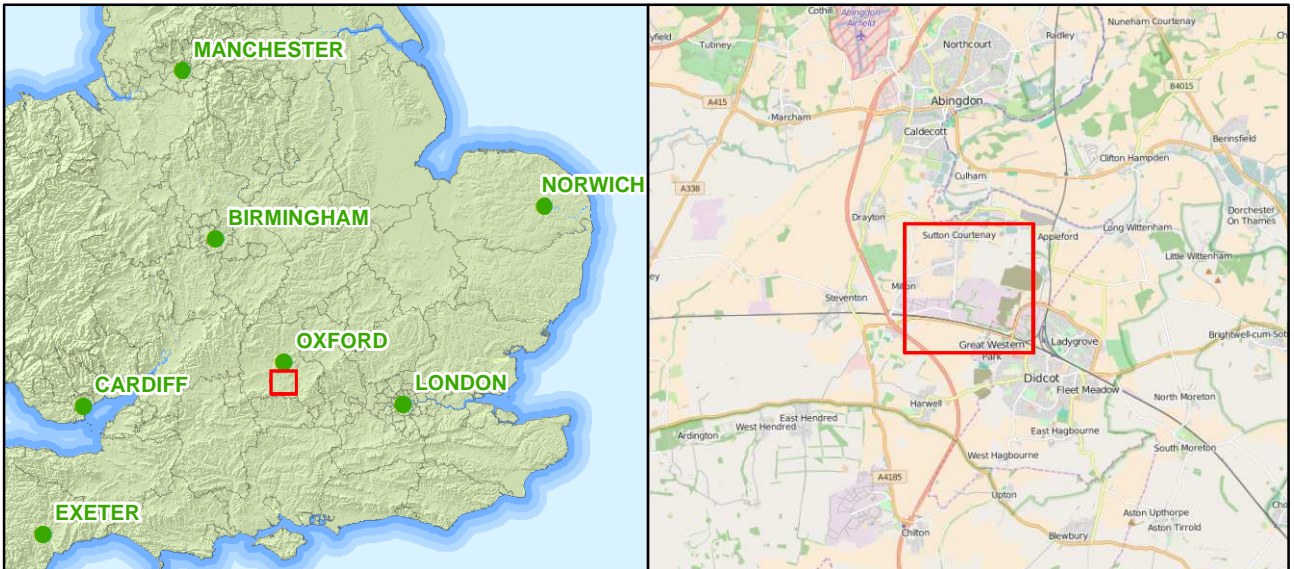 MANCHESTER
NORWICH
BIRMINGHAM
OXFORD
CARDIFF
LONDON
EXETER
Cothill
Abingdon
Airfield
Radley
Nuneham Courtenay
Tubney
Northcourt
B4015
A415
Abingdon
Marcham
Caldecott
Berinsfield
Clifton Hampden
Culham
A338
Drayton
Dorchester
On Thames
Sutton Courtenay
Appleford
Long Wittenham
Little Wittenham
Milton
Steventon
Great Western
Park
Ladygrove
Brightwell-cum-Sot
Didcot
Fleet Meadow
Harwell
North Moreton
East Hendred
West Hendred
Ardington
East Hagbourne
West Hagbourne
South Moreton
A4185
Upton
Chilton
Blewbury
Aston Upthorpe
Aston Tirrold